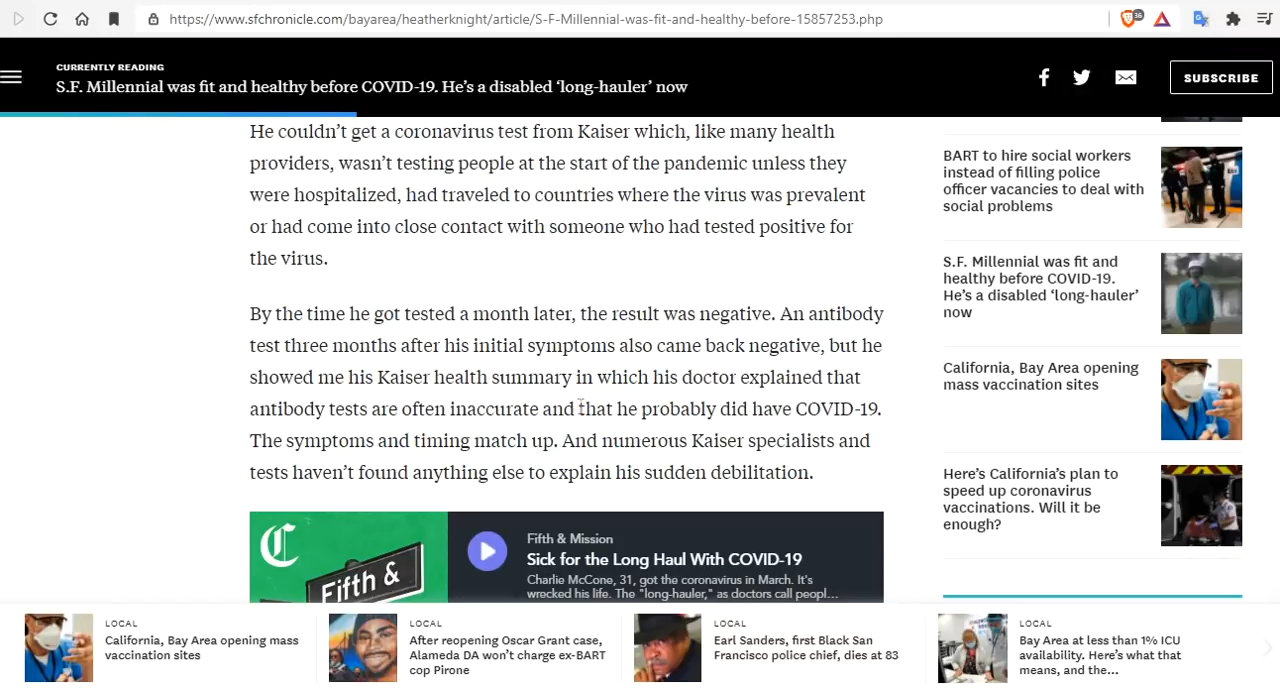 https://www.sfchronicle.com/bayarea/heatherknight/article/S-F-Millennial-was-fit-and-healthy-before-15857253.php
36
CURRENTLY READING
S.F. Millennial was fit and healthy before COVID-19. He's a disabled ‘long-hauler’ now
SUBSCRIBE
He couldn't get a coronavirus test from Kaiser which, like many health
providers, wasn't testing people at the start of the pandemic unless they
were hospitalized, had traveled to countries where the virus was prevalent
or had come into close contact with someone who had tested positive for
the virus.
By the time he got tested a month later, the result was negative. An antibody
test three months after his initial symptoms also came back negative, but he
showed me his Kaiser health summary in which his doctor explained that
antibody tests are often inaccurate and that he probably did have COVID-19.
The symptoms and timing match up. And numerous Kaiser specialists and
tests haven't found anything else to explain his sudden debilitation.
C
Fifth &
Fifth & Mission
Sick for the Long Haul With COVID-19
Charlie McCone, 31, got the coronavirus in March. It's
wrecked his life. The "long-hauler," as doctors call peopl...
BART to hire social workers
instead of filling police
officer vacancies to deal with
social problems
S.F. Millennial was fit and
healthy before COVID-19.
He's a disabled ‘long-hauler’
now
California, Bay Area opening
mass vaccination sites
Here's California's plan to
speed up coronavirus
vaccinations. Will it be
enough?
LOCAL
California, Bay Area opening mass
vaccination sites
LOCAL
After reopening Oscar Grant case,
Alameda DA won't charge ex-BART
cop Pirone
LOCAL
Earl Sanders, first Black San
Francisco police chief, dies at 83
LOCAL
Bay Area at less than 1% ICU
availability. Here's what that
means, and the...